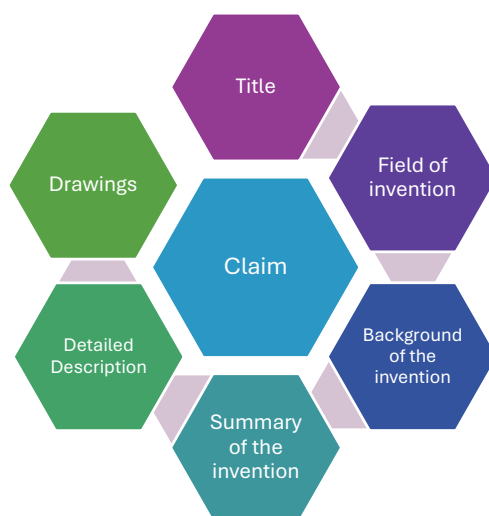 Title
Field of
invention
Background
of the
invention
Summary
of the
invention
Detailed
Description
Drawings
Claim